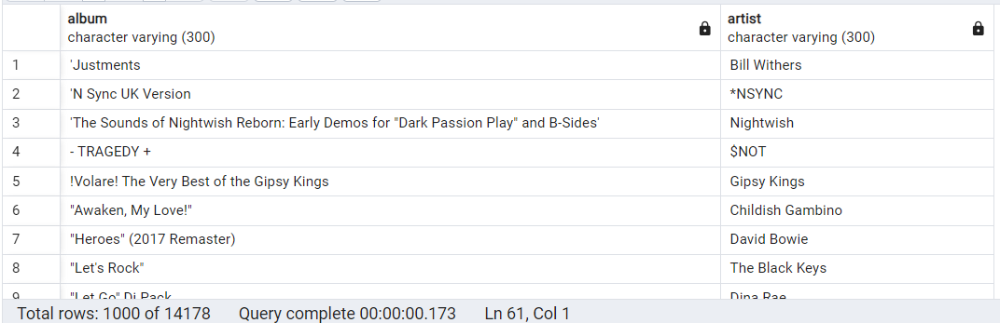 album artist
character varying (300) character varying (300)
1 'Justments Bill Withers
2 'N Sync UK Version *NSYNC
3 'The Sounds of Nightwish Reborn: Early Demos for "Dark Passion Play" and B-Sides' Nightwish
4 - TRAGEDY + $NOT
5 !Volare! The Very Best of the Gipsy Kings Gipsy Kings
6 "Awaken, My Love!" Childish Gambino
7 "Heroes" (2017 Remaster) David Bowie
8 "Let's Rock" The Black Keys
9 "Let Go" Dj Pack Dina Rae
Total rows: 1000 of 14178 Query complete 00:00:00.173 Ln 61, Col 1